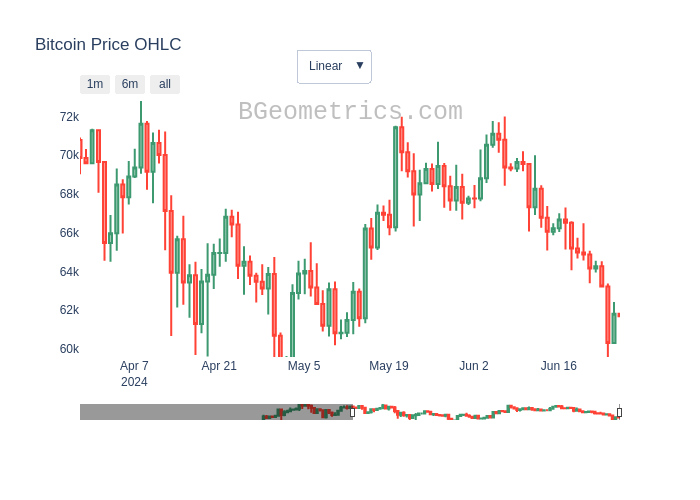 Bitcoin Price OHLC
Linear ▼
1m 6m all
BGeometrics.com
72k
70k
68k
66k
64k
62k
60k
Apr 7 Apr 21 May 5 May 19 Jun 2 Jun 16
2024